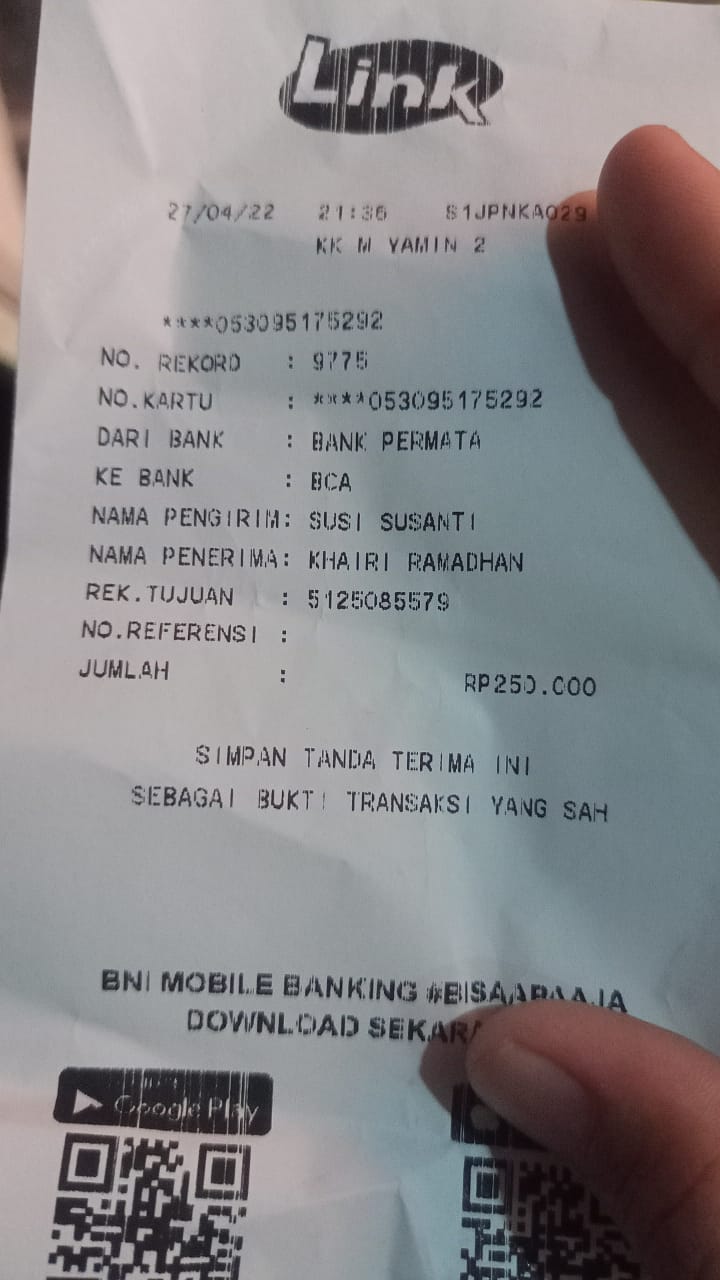 Link
27/04/22 21:36 S1JPNKA029
KK M YAMIN 2
****053095175292
NO. REKORD : 9775
NO.KARTU : ****053095175292
DARI BANK : BANK PERMATA
KE BANK : BCA
NAMA PENGIRIM: SUSI SUSANTI
NAMA PENERIMA: KHAIRI RAMADHAN
REK.TUJUAN : 5125085579
NO.REFERENSI :
JUMLAH : RP250.000
SIMPAN TANDA TERIMA INI
SEBAGAI BUKTI TRANSAKSI YANG SAH
BNI MOBILE BANKING #BISAAPAAJA
DOWNLOAD
Google Play